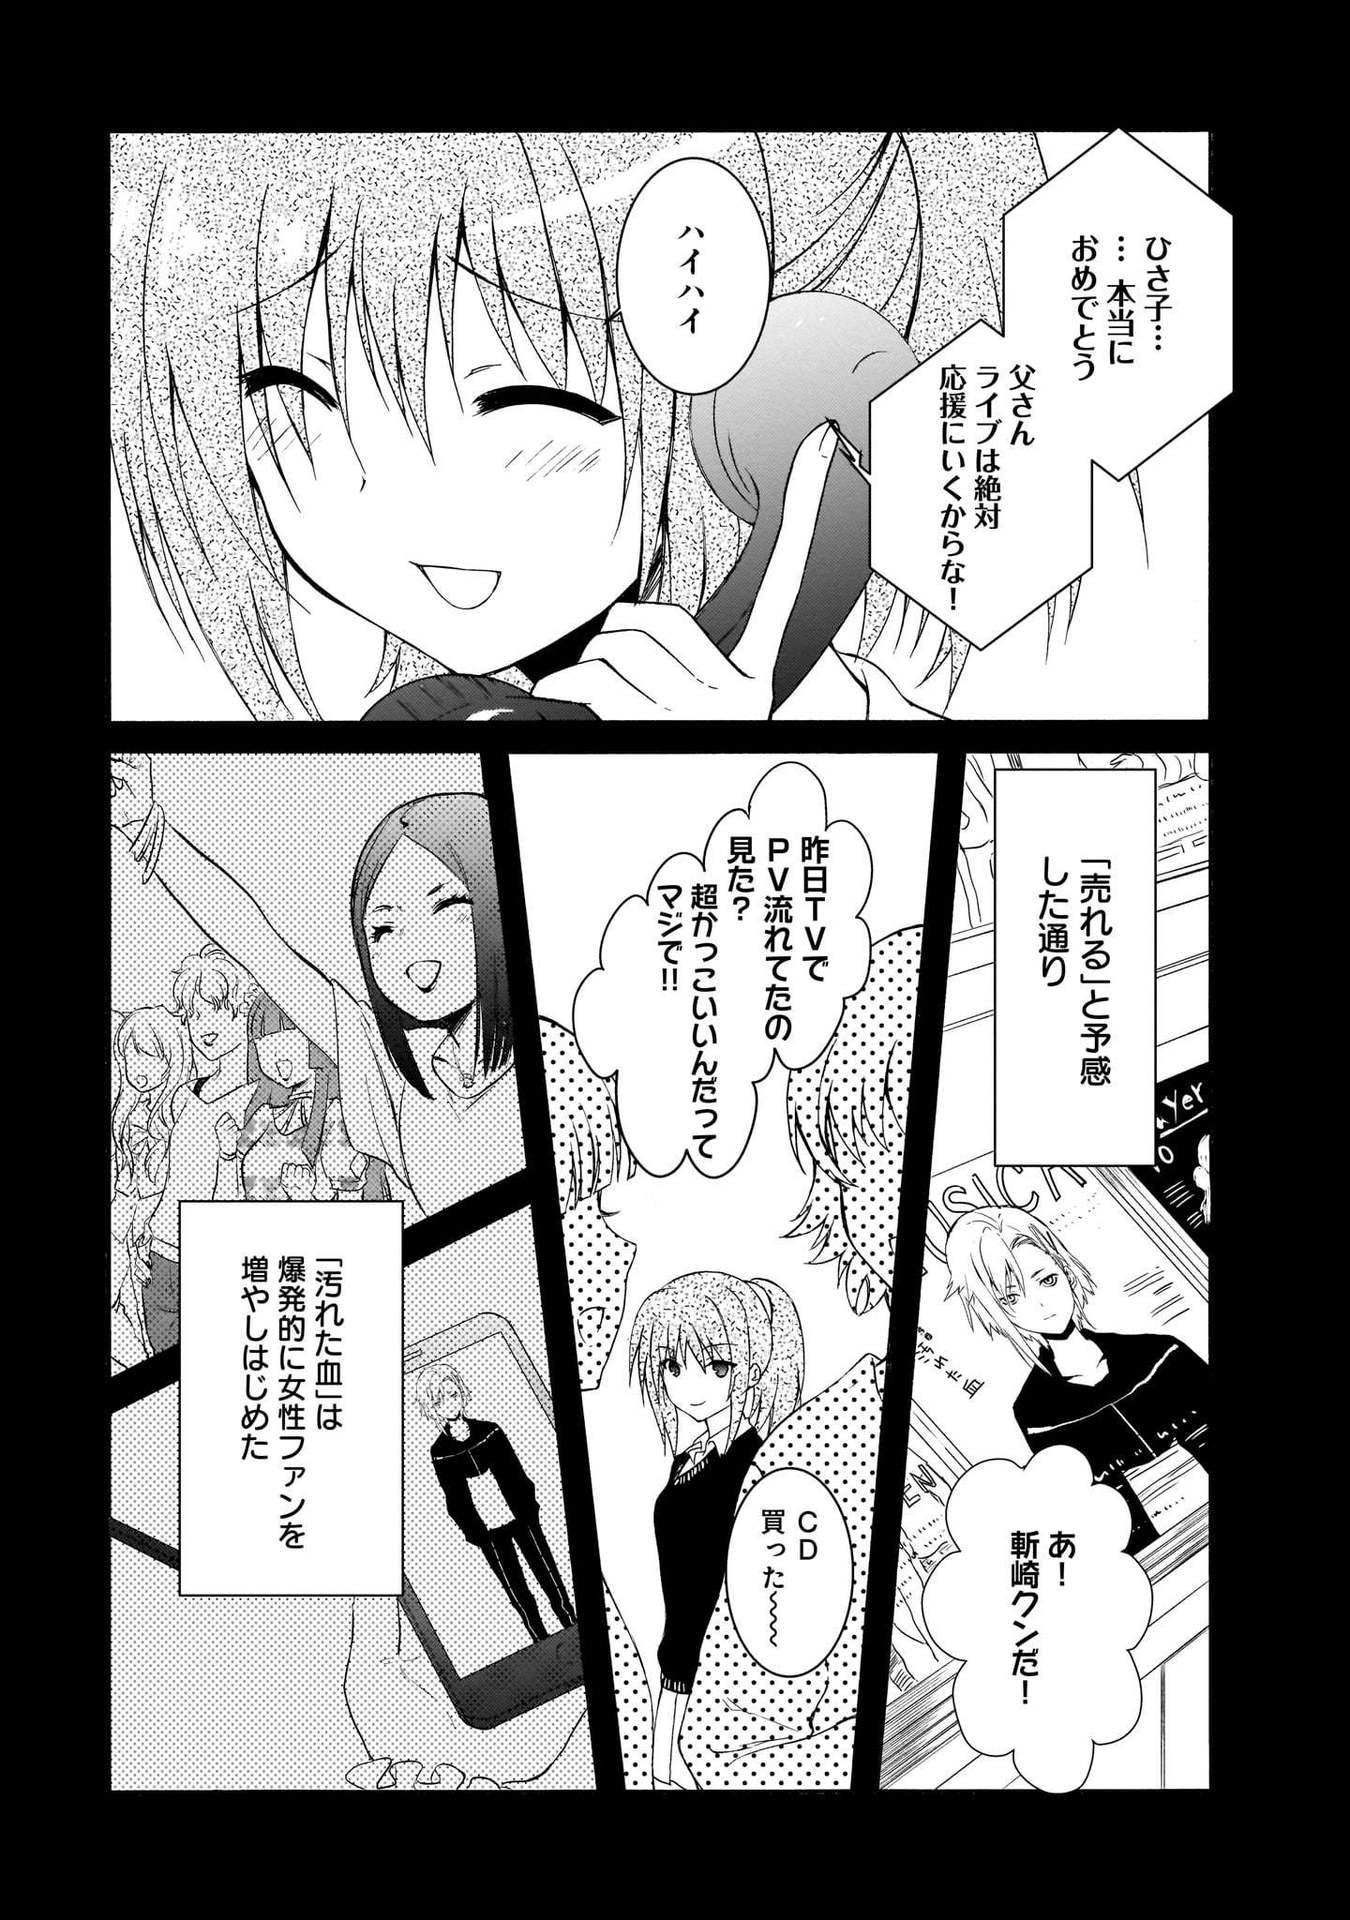 ひさ子…
…本当に
おめでとう
父さん
ライブは絶対
応援にいくからな！
ハイハイ
「売れる」と予感
した通り
あ！
斬崎クンだ！
昨日TVで
PV流れてたの
見た？
超かっこいいんだって
マジで!!
CD
買った〜〜〜
「汚れた血」は
爆発的に女性ファンを
増やしはじめた